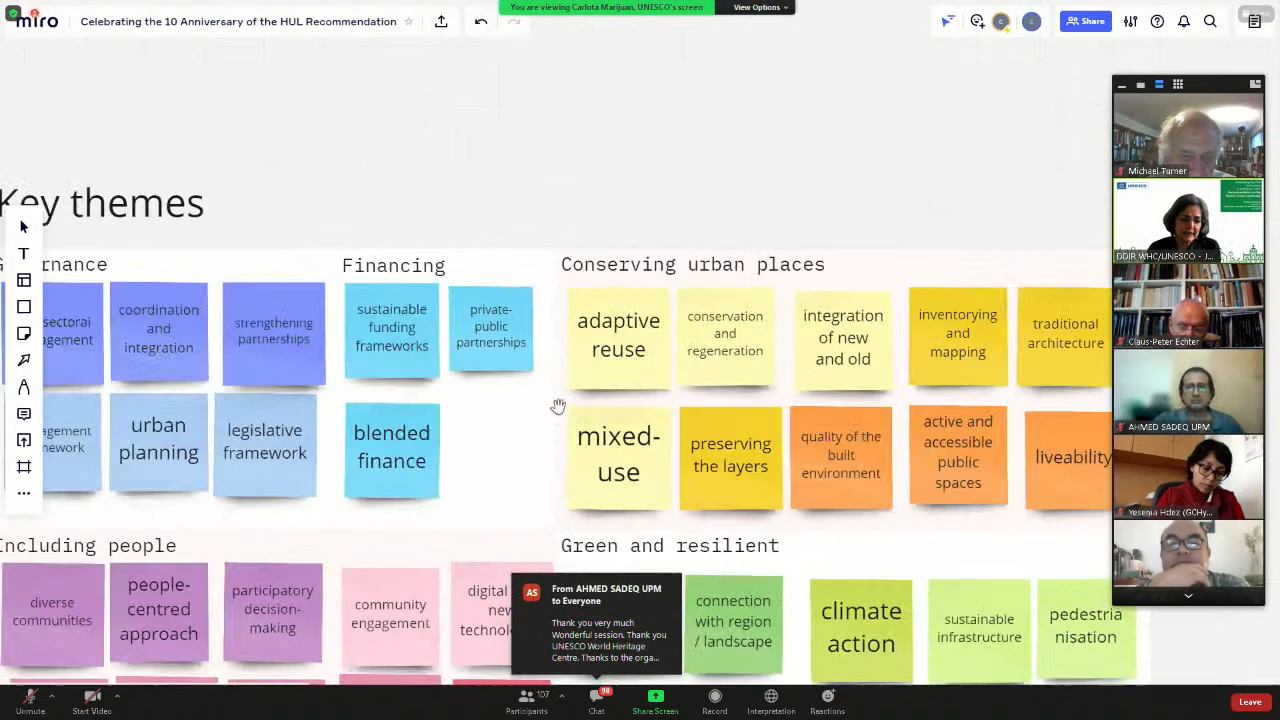 miro
Celebrating the 10 Anniversary of the HUL Recommendation
You are viewing Carlota Marijuan, UNESCO's screen
View Options
Share
View
Key themes
Governance
Financing
Conserving urban places
coordination
and
integration
strengthening
partnerships
sustainable
funding
frameworks
private-
public
partnerships
adaptive
reuse
conservation
and
regeneration
integration
of new
and old
inventorying
and
mapping
traditional
architecture
urban
planning
legislative
framework
blended
finance
mixed-
use
preserving
the layers
quality of the
built
environment
active and
accessible
public
spaces
liveability
Including people
Green and resilient
diverse
communities
people-
centred
approach
participatory
decision-
making
community
engagement
digital
new
connection
with region
/ landscape
climate
action
sustainable
infrastructure
pedestria
nisation
AS
From AHMED SADEQ UPM
to Everyone
Thank you very much
Wonderful session. Thank you
UNESCO World Heritage
Centre. Thanks to the orga...
Michael Turner
DDIR WHC/UNESCO - J...
Claus-Peter Echter
AHMED SADEQ UPM
Yesenia Hdez (GCHy...
Unmute
Start Video
107
Participants
98
Chat
Share Screen
Record
Interpretation
Reactions
Leave